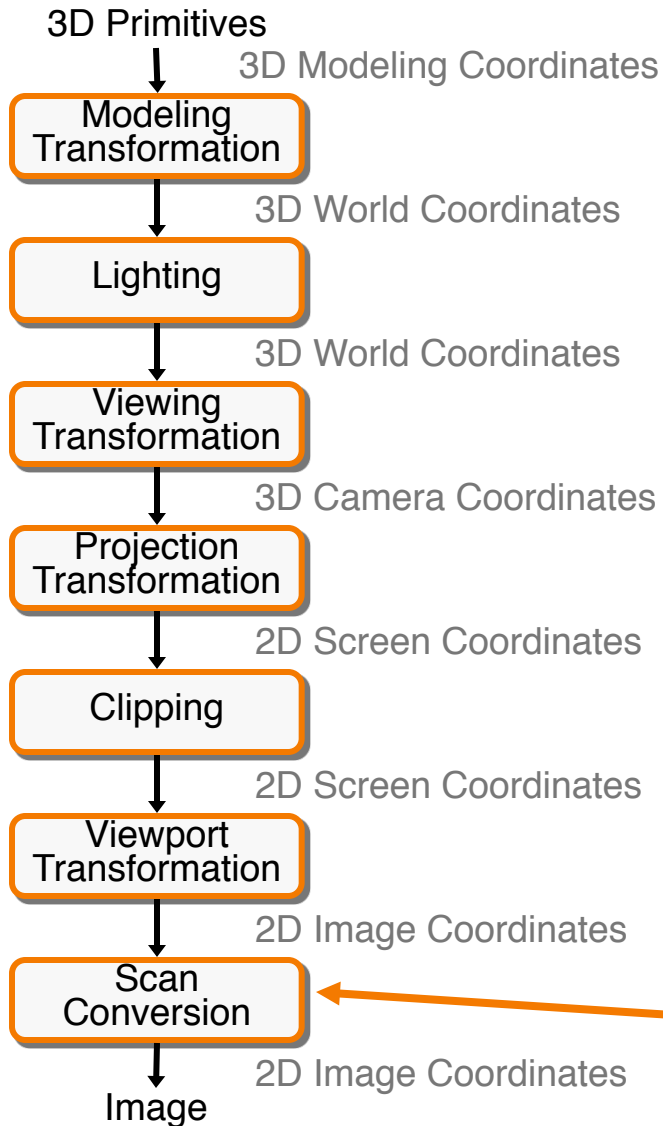 3D Primitives
3D Modeling Coordinates
Modeling
Transformation
3D World Coordinates
Lighting
3D World Coordinates
Viewing
Transformation
3D Camera Coordinates
Projection
Transformation
2D Screen Coordinates
Clipping
2D Screen Coordinates
Viewport
Transformation
2D Image Coordinates
Scan
Conversion
2D Image Coordinates
Image